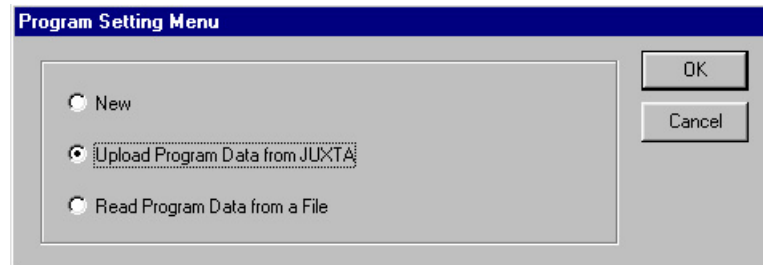 Program Setting Menu
OK
New
Cancel
Upload Program Data from JUXTA
Read Program Data from a File